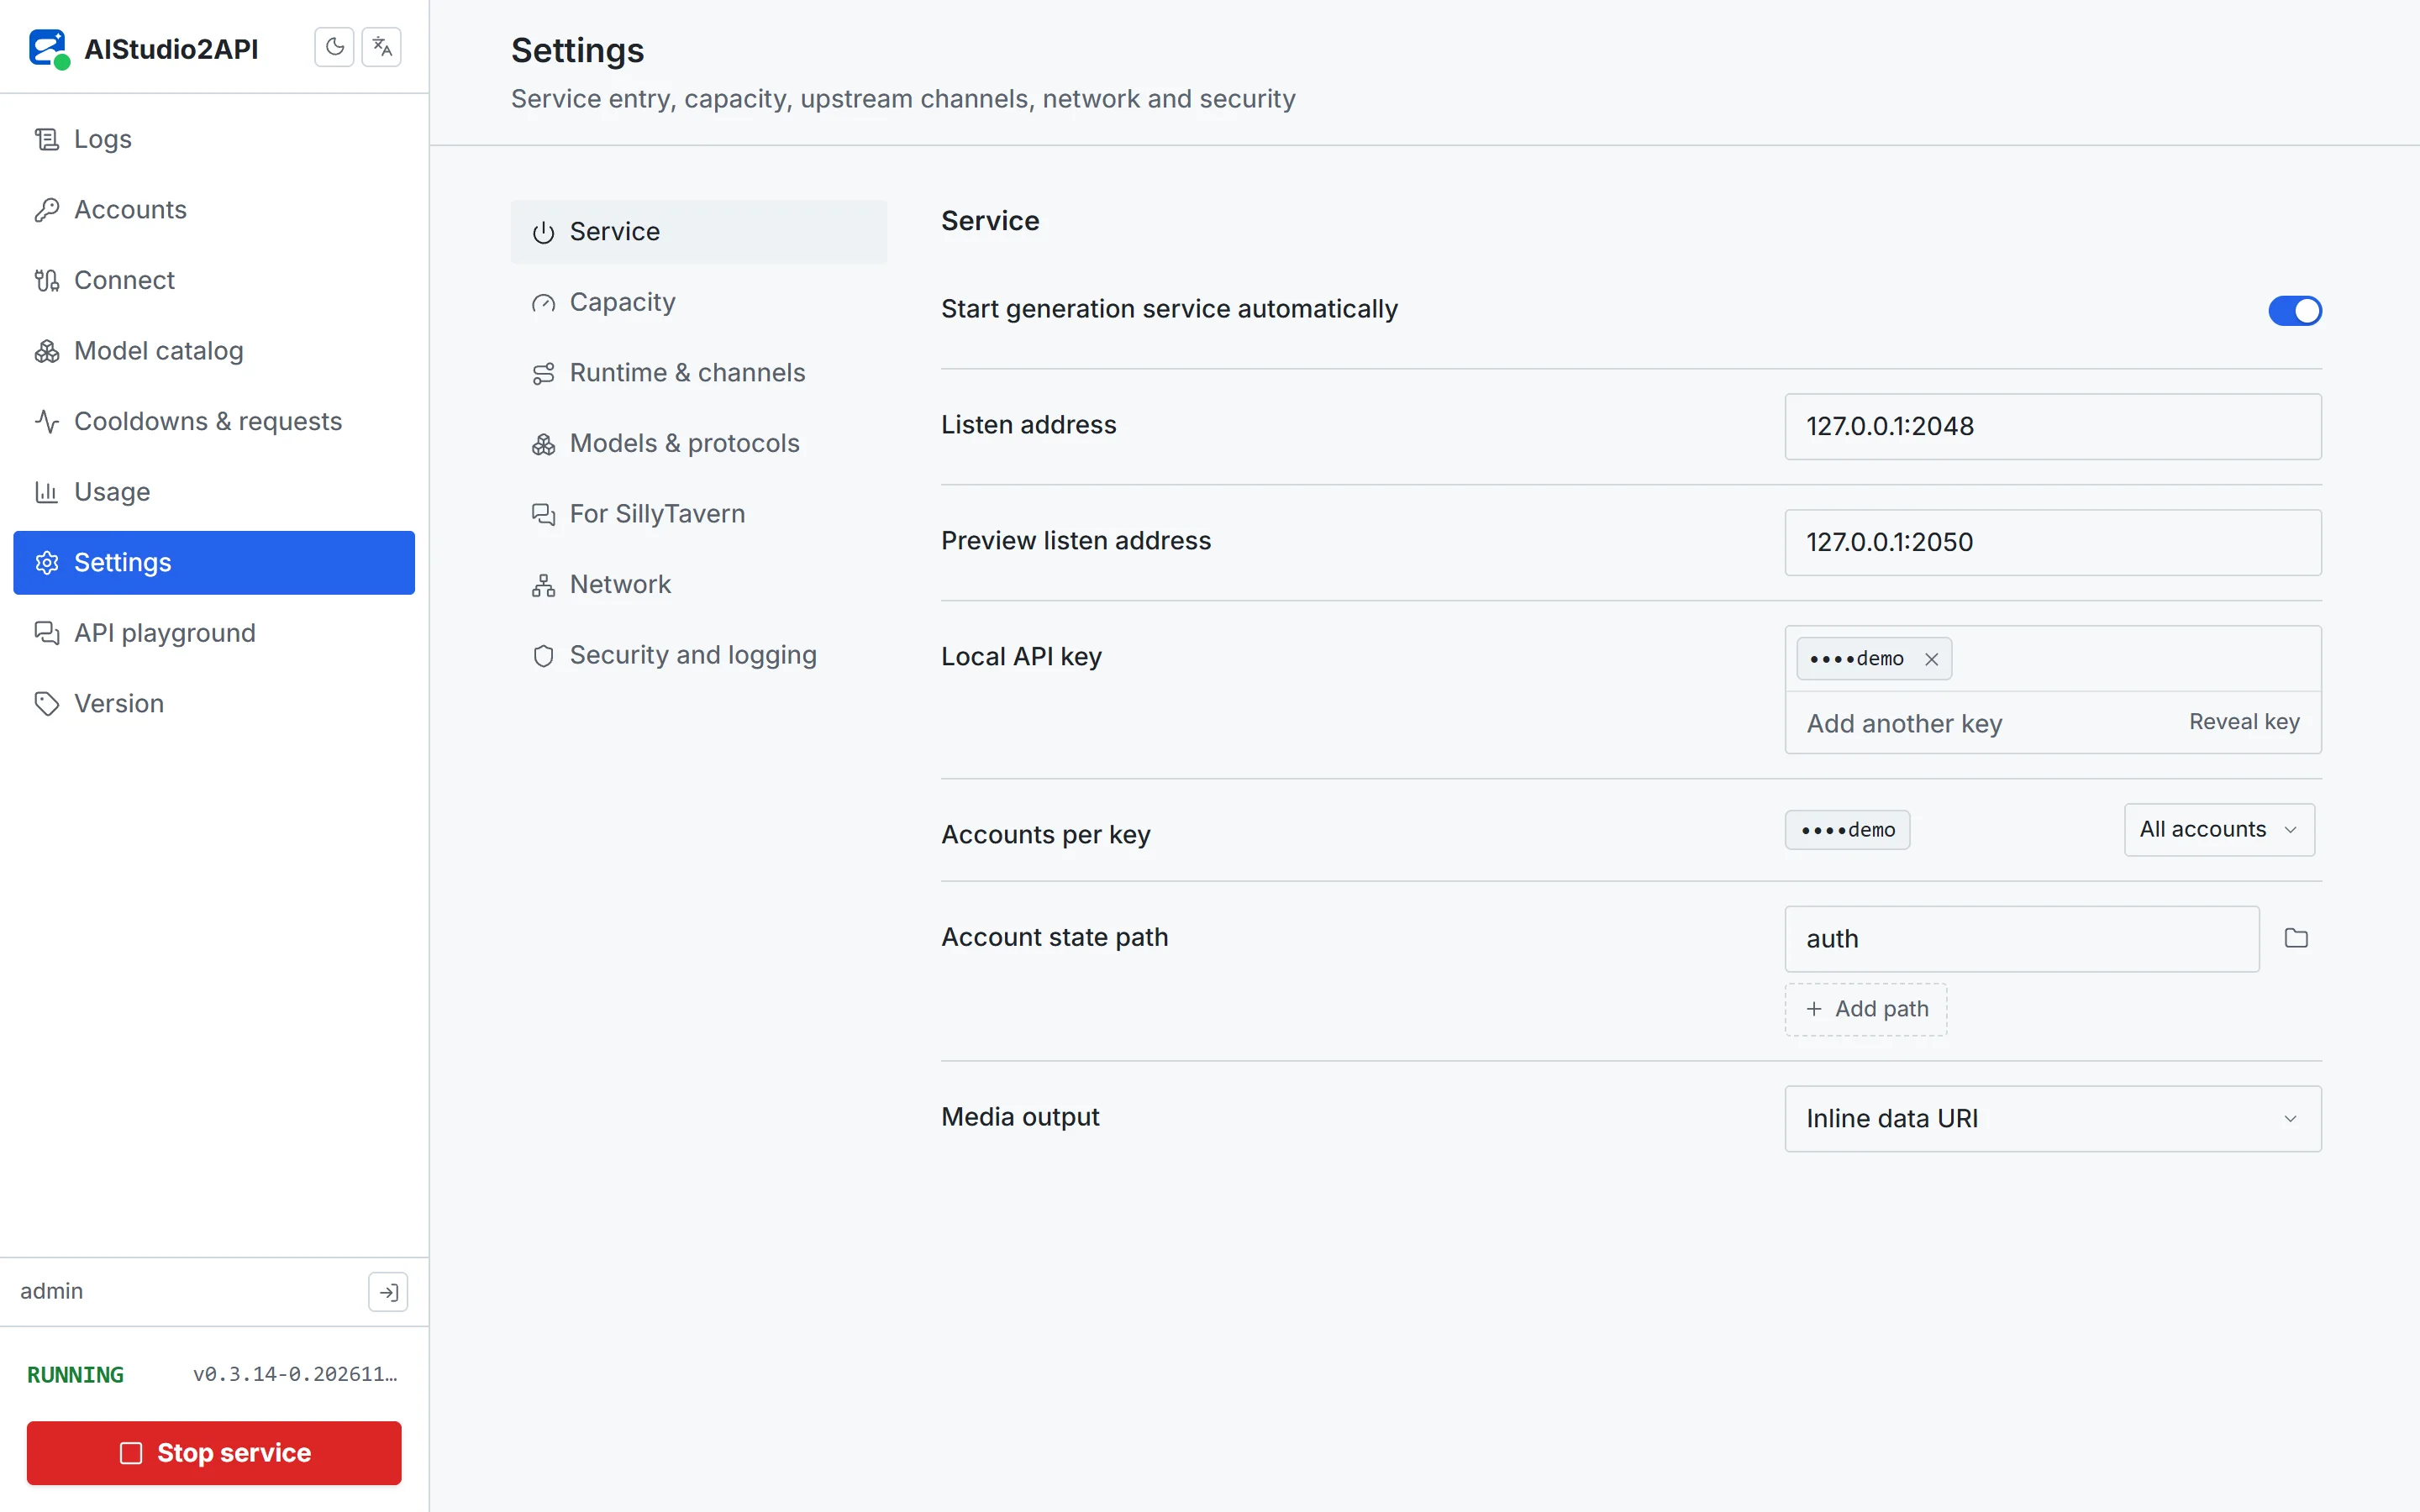 AIStudio2API
Logs
Accounts
Connect
Model catalog
Cooldowns & requests
Usage
Settings
API playground
Version
admin
RUNNING v0.3.14-0.202611…
Stop service
Settings
Service entry, capacity, upstream channels, network and security
Service
Capacity
Runtime & channels
Models & protocols
For SillyTavern
Network
Security and logging
Service
Start generation service automatically
Listen address 127.0.0.1:2048
Preview listen address 127.0.0.1:2050
Local API key ••••demo
Add another key Reveal key
Accounts per key ••••demo All accounts
Account state path auth
Add path
Media output Inline data URI